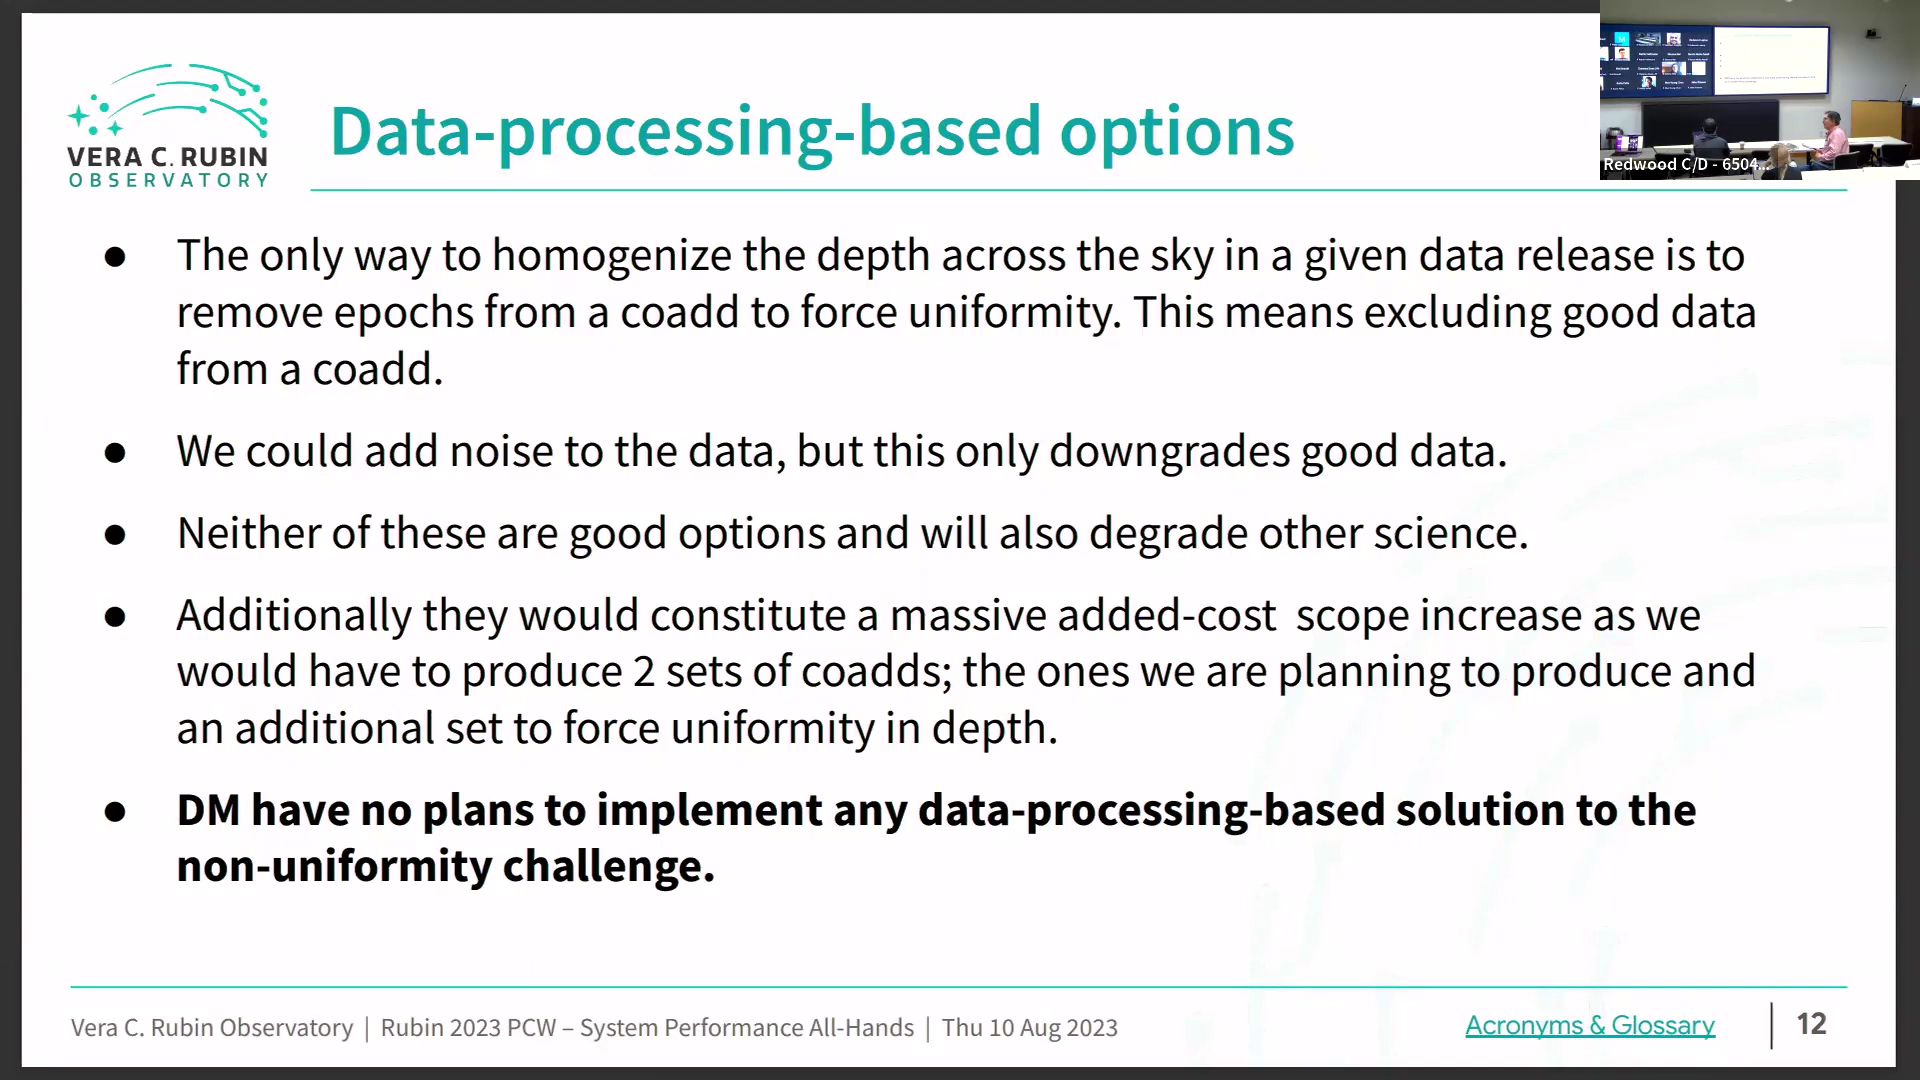 VERA C. RUBIN
OBSERVATORY
Data-processing-based options
Redwood C/D - 6504...
● The only way to homogenize the depth across the sky in a given data release is to
remove epochs from a coadd to force uniformity. This means excluding good data
from a coadd.
● We could add noise to the data, but this only downgrades good data.
● Neither of these are good options and will also degrade other science.
● Additionally they would constitute a massive added-cost  scope increase as we
would have to produce 2 sets of coadds; the ones we are planning to produce and
an additional set to force uniformity in depth.
● DM have no plans to implement any data-processing-based solution to the
non-uniformity challenge.
Vera C. Rubin Observatory | Rubin 2023 PCW – System Performance All-Hands | Thu 10 Aug 2023
Acronyms & Glossary
12